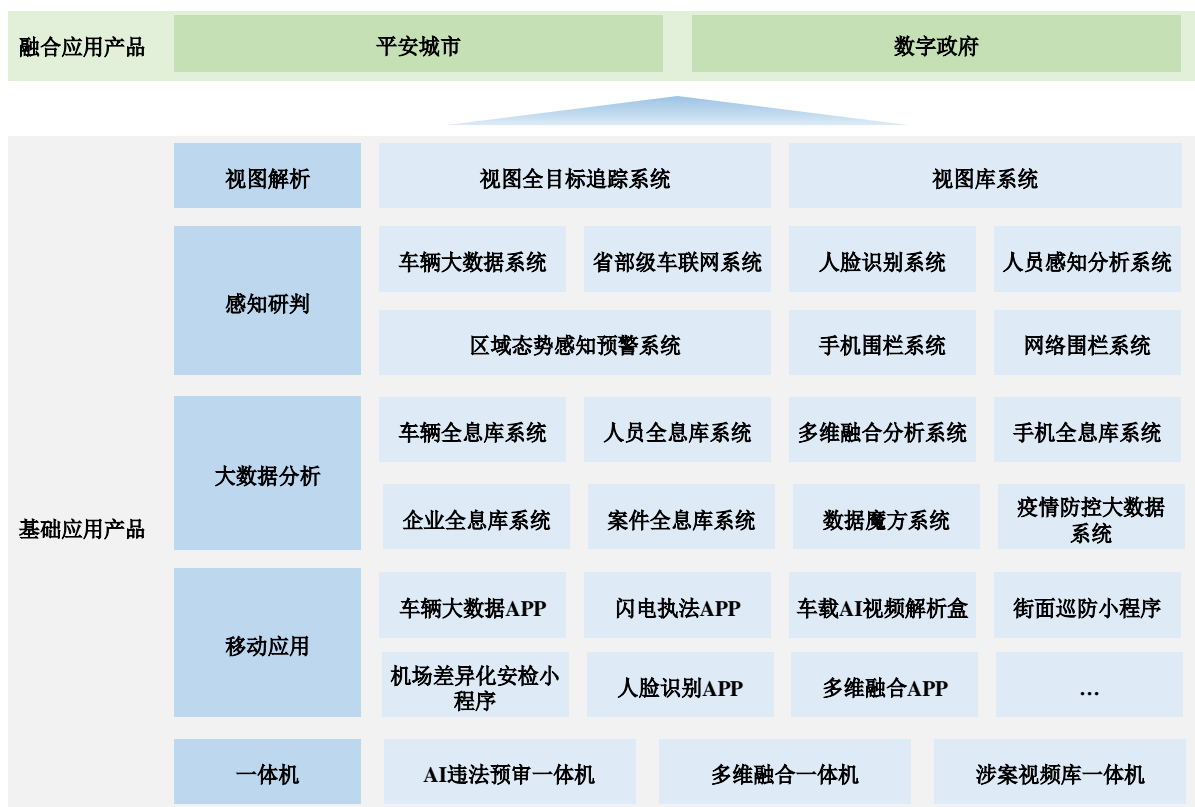 融合应用产品
平安城市
数字政府
基础应用产品
视图解析
视图全目标追踪系统
视图库系统
感知研判
车辆大数据系统
省部级车联网系统
人脸识别系统
人员感知分析系统
区域态势感知预警系统
手机围栏系统
网络围栏系统
大数据分析
车辆全息库系统
人员全息库系统
多维融合分析系统
手机全息库系统
企业全息库系统
案件全息库系统
数据魔方系统
疫情防控大数据
系统
移动应用
车辆大数据APP
闪电执法APP
车载AI视频解析盒
街面巡防小程序
机场差异化安检小
程序
人脸识别APP
多维融合APP
…
一体机
AI违法预审一体机
多维融合一体机
涉案视频库一体机